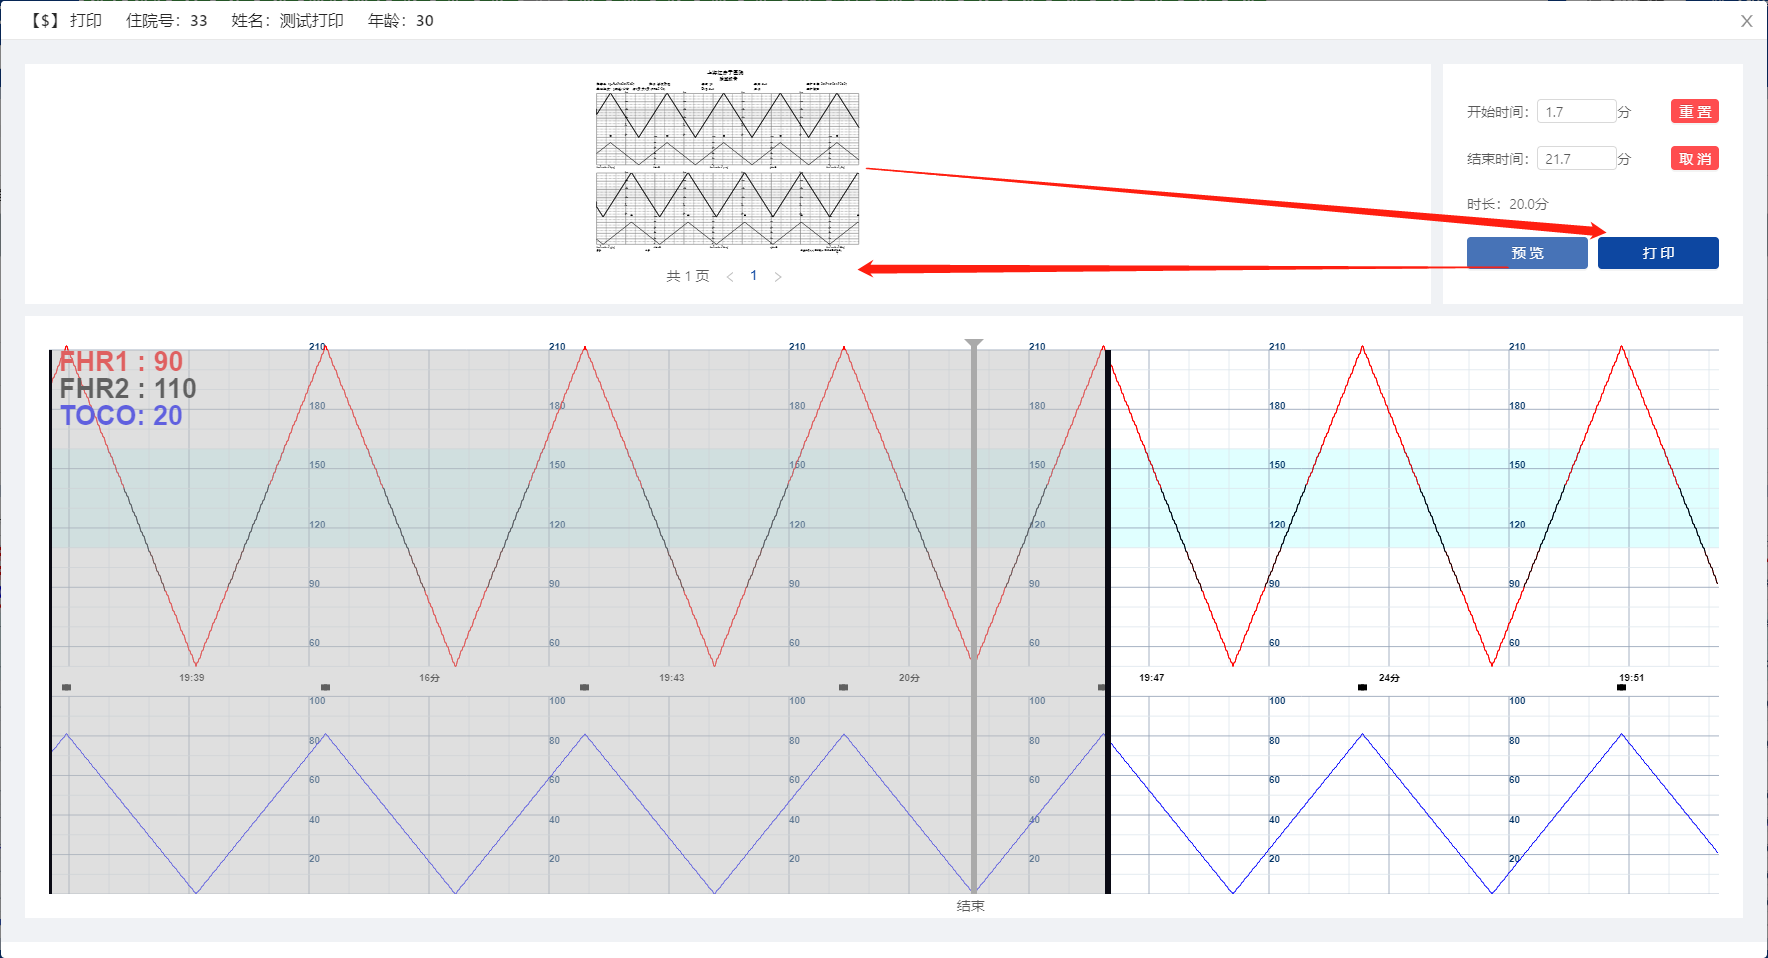 【$】打印 住院号：33 姓名：测试打印 年龄：30 X
共 1 页 < 1 >
开始时间： 1.7 分 重 置
结束时间： 21.7 分 取 消
时长：20.0分
预 览 打 印
FHR1 : 90
FHR2 : 110
TOCO: 20
210 210 210 210 210 210
180 180 180 180 180 180
150 150 150 150 150 150
120 120 120 120 120 120
90 90 90 90 90 90
60 60 60 60 60 60
19:39 16分 19:43 20分 19:47 24分 19:51
100 100 100 100 100 100
80 80 80 80 80 80
60 60 60 60 60 60
40 40 40 40 40 40
20 20 20 20 20 20
结束